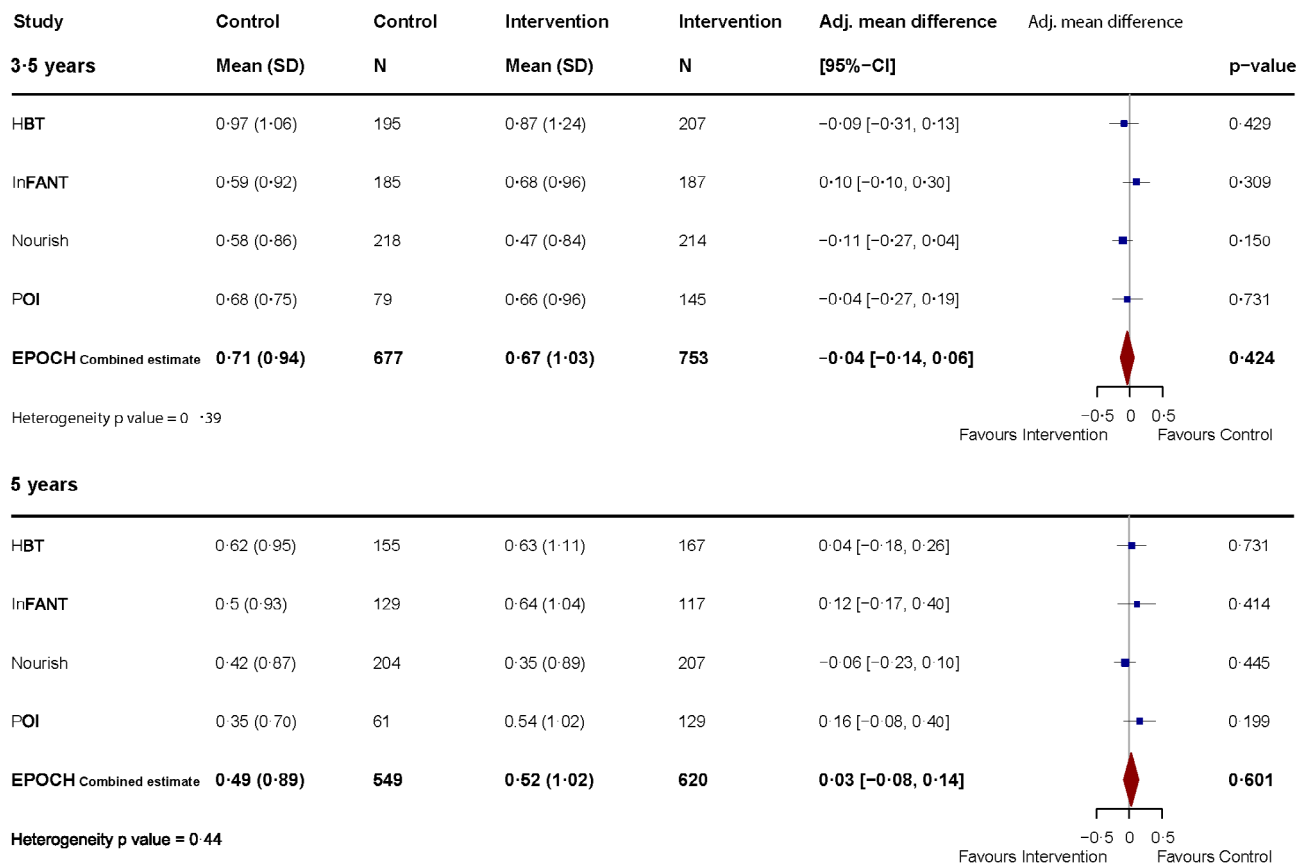 Study Control Control Intervention Intervention Adj. mean difference Adj. mean difference
3·5 years Mean (SD) N Mean (SD) N [95%−CI] p−value
HBT 0·97 (1·06) 195 0·87 (1·24) 207 −0·09 [−0·31, 0·13] 0·429
InFANT 0·59 (0·92) 185 0·68 (0·96) 187 0·10 [−0·10, 0·30] 0·309
Nourish 0·58 (0·86) 218 0·47 (0·84) 214 −0·11 [−0·27, 0·04] 0·150
POI 0·68 (0·75) 79 0·66 (0·96) 145 −0·04 [−0·27, 0·19] 0·731
EPOCH Combined estimate 0·71 (0·94) 677 0·67 (1·03) 753 −0·04 [−0·14, 0·06] 0·424
−0·5 0 0·5
Heterogeneity p value = 0 ·39
Favours Intervention Favours Control
5 years
HBT 0·62 (0·95) 155 0·63 (1·11) 167 0·04 [−0·18, 0·26] 0·731
InFANT 0·5 (0·93) 129 0·64 (1·04) 117 0·12 [−0·17, 0·40] 0·414
Nourish 0·42 (0·87) 204 0·35 (0·89) 207 −0·06 [−0·23, 0·10] 0·445
POI 0·35 (0·70) 61 0.54 (1·02) 129 0·16 [−0·08, 0·40] 0·199
EPOCH Combined estimate 0·49 (0·89) 549 0·52 (1·02) 620 0·03 [−0·08, 0·14] 0·601
−0·5 0 0·5
Heterogeneity p value = 0·44
Favours Intervention Favours Control